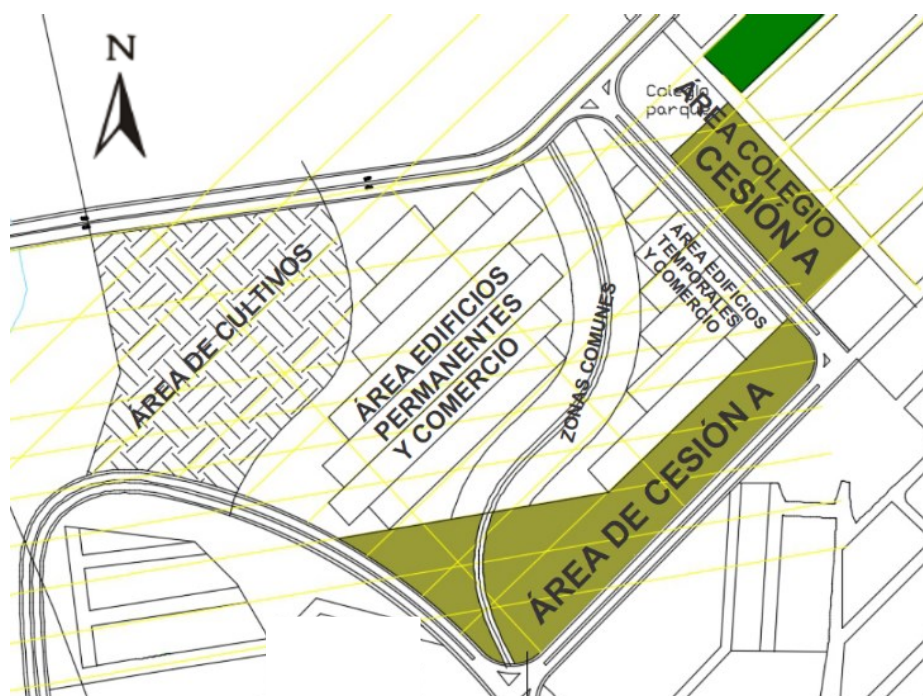 N
Colegio
parque
ÁREA COLEGIO
CESIÓN A
ÁREA DE CULTIVOS
ÁREA EDIFICIOS
PERMANENTES
Y COMERCIO
ZONAS COMUNES
ÁREA EDIFICIOS
TEMPORALES
Y COMERCIO
ÁREA DE CESIÓN A